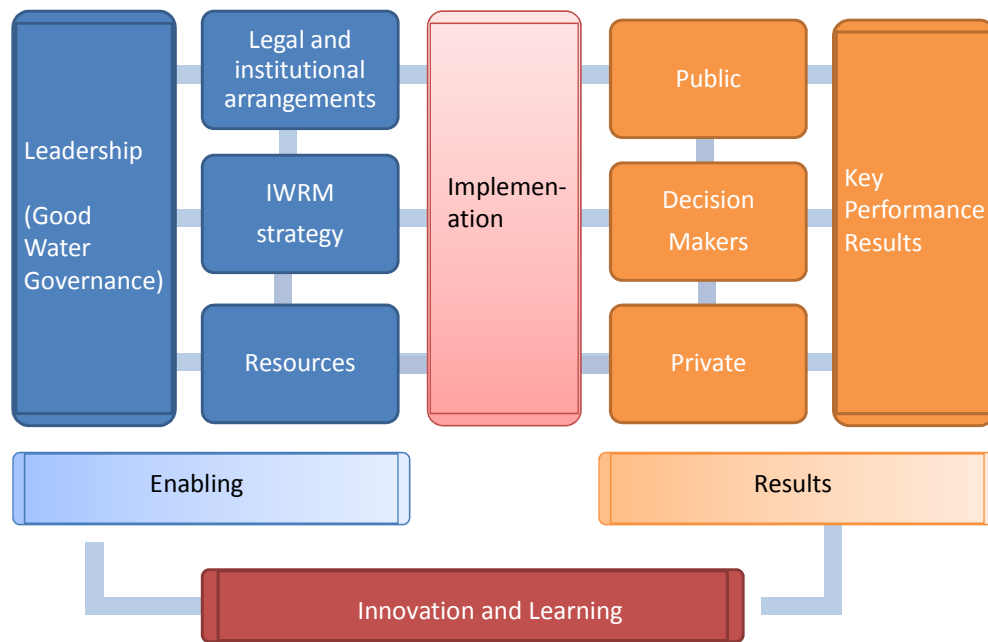 Leadership
(Good
Water
Governance)
Legal and
institutional
arrangements
IWRM
strategy
Resources
Implemen-
ation
Public
Decision
Makers
Private
Key
Performance
Results
Enabling
Results
Innovation and Learning